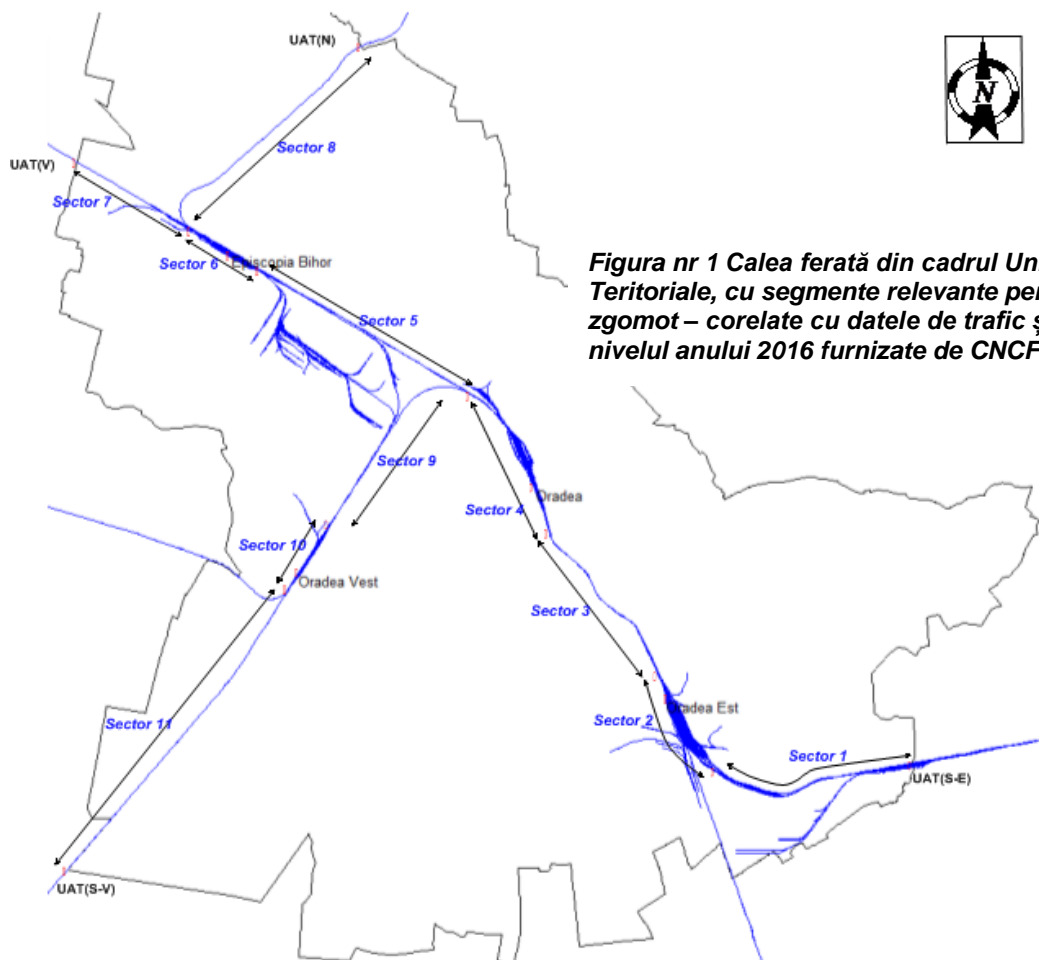 UAT(N)
N
Sector 8
UAT(V)
Sector 7
Sector 6
Episcopia Bihor
Figura nr 1 Calea ferată din cadrul Un
Teritoriale, cu segmente relevante pe
zgomot – corelate cu datele de trafic ș
nivelul anului 2016 furnizate de CNCF
Sector 5
Sector 9
Oradea
Sector 4
Sector 10
Oradea Vest
Sector 3
Oradea Est
Sector 2
Sector 11
Sector 1
UAT(S-E)
UAT(S-V)